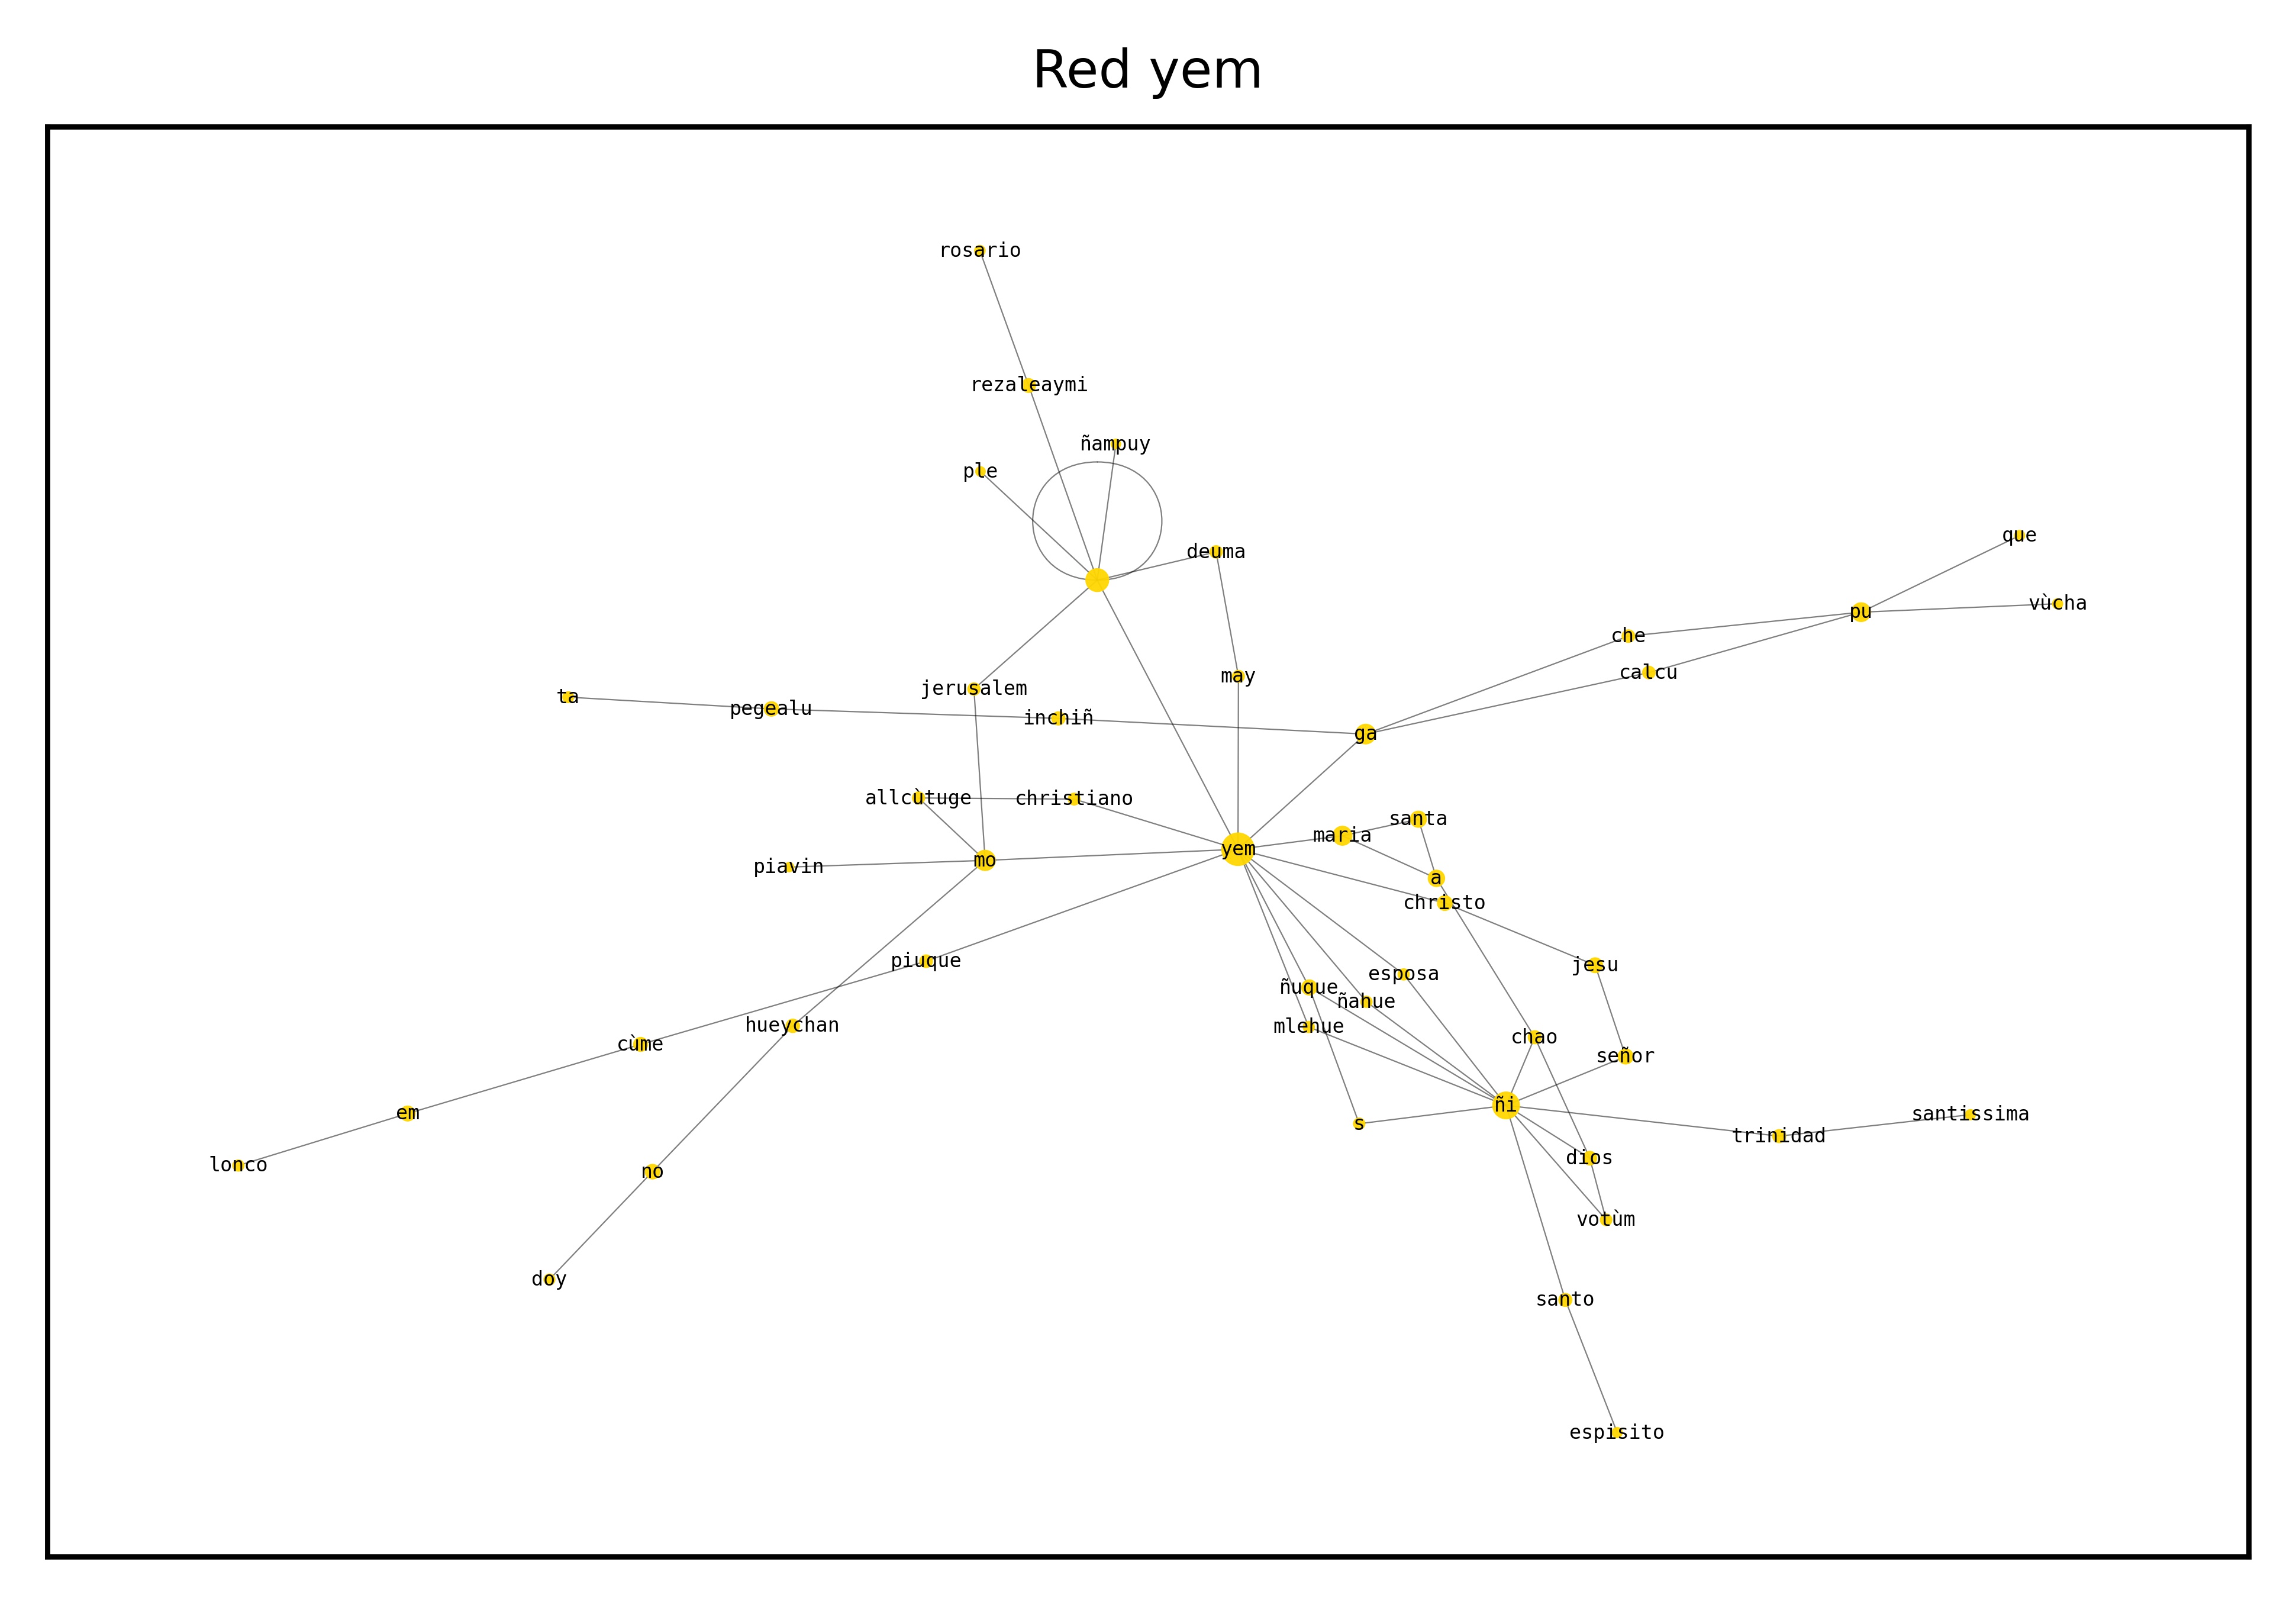 Red yem
rosario
rezaleaymi
ñampuy
ple
que
deuma
vùcha
pu
che
calcu
may
jerusalem
ta
pegealu
inchiñ
ga
allcùtuge
christiano
santa
maria
yem
mo
piavin
a
christo
piuque
jesu
esposa
ñuque
ñahue
hueychan
mlehue
chao
cùme
señor
ñi
em
santissima
s
trinidad
dios
lonco
no
votùm
doy
santo
espisito